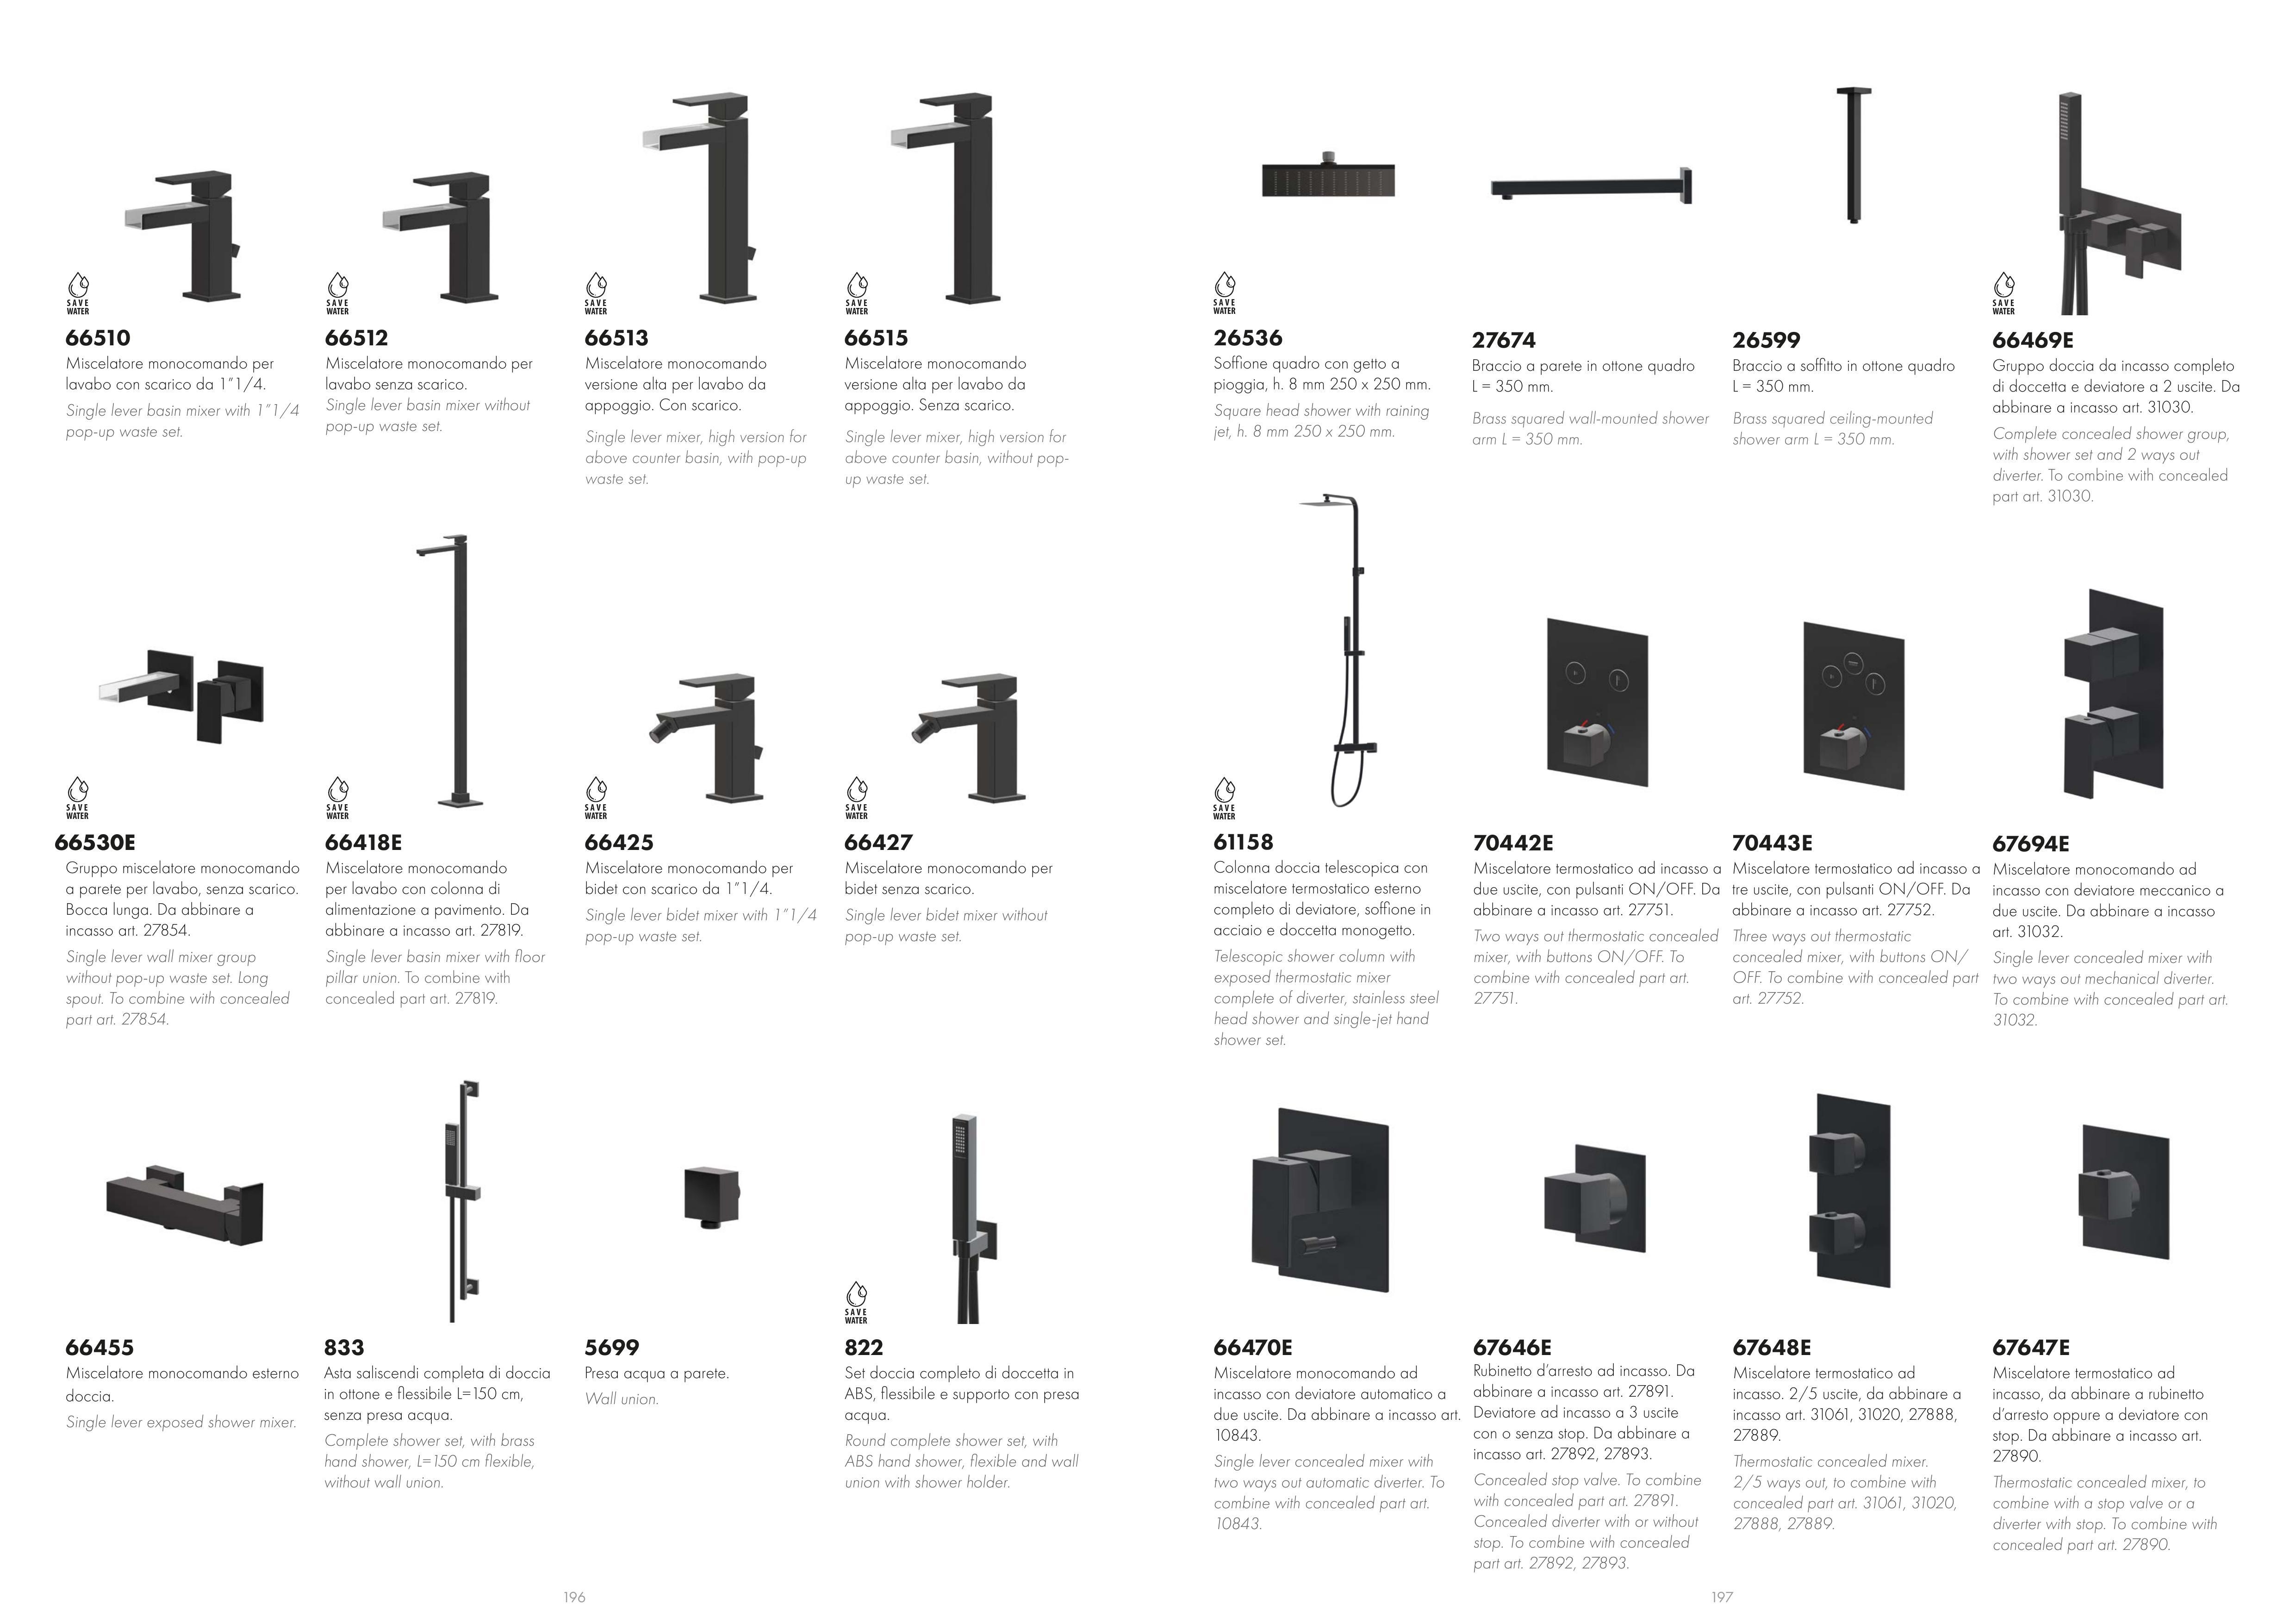 SAVE
WATER
66510
Miscelatore monocomando per
lavabo con scarico da 1”1/4.
Single lever basin mixer with 1”1/4
pop-up waste set.
SAVE
WATER
66512
Miscelatore monocomando per
lavabo senza scarico.
Single lever basin mixer without
pop-up waste set.
SAVE
WATER
66513
Miscelatore monocomando
versione alta per lavabo da
appoggio. Con scarico.
Single lever mixer, high version for
above counter basin, with pop-up
waste set.
SAVE
WATER
66515
Miscelatore monocomando
versione alta per lavabo da
appoggio. Senza scarico.
Single lever mixer, high version for
above counter basin, without pop-
up waste set.
SAVE
WATER
66530E
Gruppo miscelatore monocomando
a parete per lavabo, senza scarico.
Bocca lunga. Da abbinare a
incasso art. 27854.
Single lever wall mixer group
without pop-up waste set. Long
spout. To combine with concealed
part art. 27854.
SAVE
WATER
66418E
Miscelatore monocomando
per lavabo con colonna di
alimentazione a pavimento. Da
abbinare a incasso art. 27819.
Single lever basin mixer with floor
pillar union. To combine with
concealed part art. 27819.
SAVE
WATER
66425
Miscelatore monocomando per
bidet con scarico da 1”1/4.
Single lever bidet mixer with 1”1/4
pop-up waste set.
SAVE
WATER
66427
Miscelatore monocomando per
bidet senza scarico.
Single lever bidet mixer without
pop-up waste set.
66455
Miscelatore monocomando esterno
doccia.
Single lever exposed shower mixer.
833
Asta saliscendi completa di doccia
in ottone e flessibile L=150 cm,
senza presa acqua.
Complete shower set, with brass
hand shower, L=150 cm flexible,
without wall union.
5699
Presa acqua a parete.
Wall union.
SAVE
WATER
822
Set doccia completo di doccetta in
ABS, flessibile e supporto con presa
acqua.
Round complete shower set, with
ABS hand shower, flexible and wall
union with shower holder.
196
SAVE
WATER
26536
Soffione quadro con getto a
pioggia, h. 8 mm 250 x 250 mm.
Square head shower with raining
jet, h. 8 mm 250 x 250 mm.
27674
Braccio a parete in ottone quadro
L = 350 mm.
Brass squared wall-mounted shower
arm L = 350 mm.
26599
Braccio a soffitto in ottone quadro
L = 350 mm.
Brass squared ceiling-mounted
shower arm L = 350 mm.
SAVE
WATER
66469E
Gruppo doccia da incasso completo
di doccetta e deviatore a 2 uscite. Da
abbinare a incasso art. 31030.
Complete concealed shower group,
with shower set and 2 ways out
diverter. To combine with concealed
part art. 31030.
SAVE
WATER
61158
Colonna doccia telescopica con
miscelatore termostatico esterno
completo di deviatore, soffione in
acciaio e doccetta monogetto.
Telescopic shower column with
exposed thermostatic mixer
complete of diverter, stainless steel
head shower and single-jet hand
shower set.
70442E
Miscelatore termostatico ad incasso a
due uscite, con pulsanti ON/OFF. Da
abbinare a incasso art. 27751.
Two ways out thermostatic concealed
mixer, with buttons ON/OFF. To
combine with concealed part art.
27751.
70443E
Miscelatore termostatico ad incasso a
tre uscite, con pulsanti ON/OFF. Da
abbinare a incasso art. 27752.
Three ways out thermostatic
concealed mixer, with buttons ON/
OFF. To combine with concealed part
art. 27752.
67694E
Miscelatore monocomando ad
incasso con deviatore meccanico a
due uscite. Da abbinare a incasso
art. 31032.
Single lever concealed mixer with
two ways out mechanical diverter.
To combine with concealed part art.
31032.
66470E
Miscelatore monocomando ad
incasso con deviatore automatico a
due uscite. Da abbinare a incasso art.
10843.
Single lever concealed mixer with
two ways out automatic diverter. To
combine with concealed part art.
10843.
67646E
Rubinetto d’arresto ad incasso. Da
abbinare a incasso art. 27891.
Deviatore ad incasso a 3 uscite
con o senza stop. Da abbinare a
incasso art. 27892, 27893.
Concealed stop valve. To combine
with concealed part art. 27891.
Concealed diverter with or without
stop. To combine with concealed
part art. 27892, 27893.
67648E
Miscelatore termostatico ad
incasso. 2/5 uscite, da abbinare a
incasso art. 31061, 31020, 27888,
27889.
Thermostatic concealed mixer.
2/5 ways out, to combine with
concealed part art. 31061, 31020,
27888, 27889.
67647E
Miscelatore termostatico ad
incasso, da abbinare a rubinetto
d’arresto oppure a deviatore con
stop. Da abbinare a incasso art.
27890.
Thermostatic concealed mixer, to
combine with a stop valve or a
diverter with stop. To combine with
concealed part art. 27890.
197